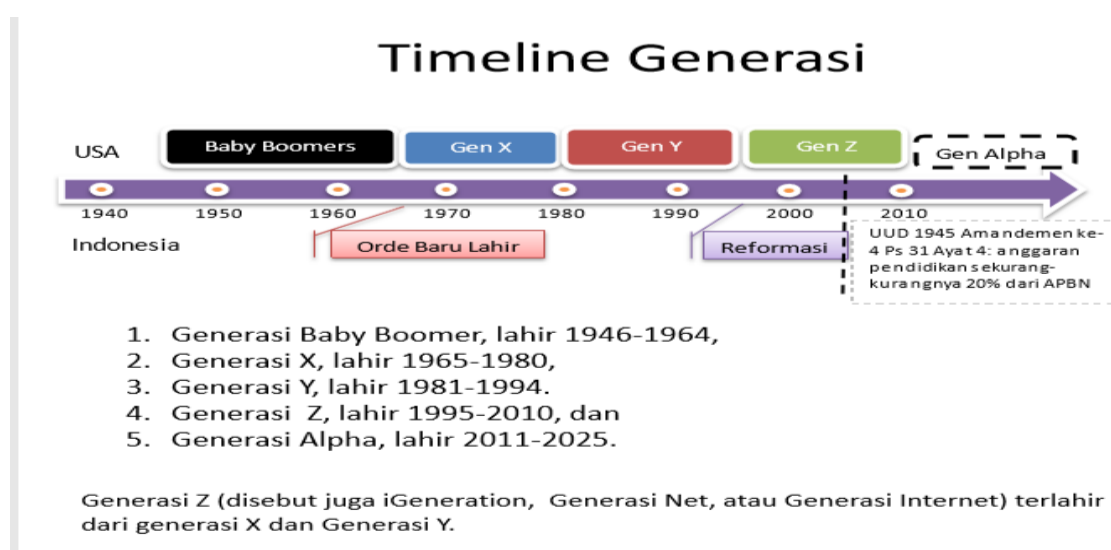 Timeline Generasi
USA
Baby Boomers
Gen X
Gen Y
Gen Z
Gen Alpha
1940 1950 1960 1970 1980 1990 2000 2010
Indonesia
Orde Baru Lahir
Reformasi
UUD 1945 Amandemen ke-
4 Ps 31 Ayat 4: anggaran
pendidikan sekurang-
kurangnya 20% dari APBN
1. Generasi Baby Boomer, lahir 1946-1964,
2. Generasi X, lahir 1965-1980,
3. Generasi Y, lahir 1981-1994.
4. Generasi Z, lahir 1995-2010, dan
5. Generasi Alpha, lahir 2011-2025.
Generasi Z (disebut juga iGeneration, Generasi Net, atau Generasi Internet) terlahir
dari generasi X dan Generasi Y.